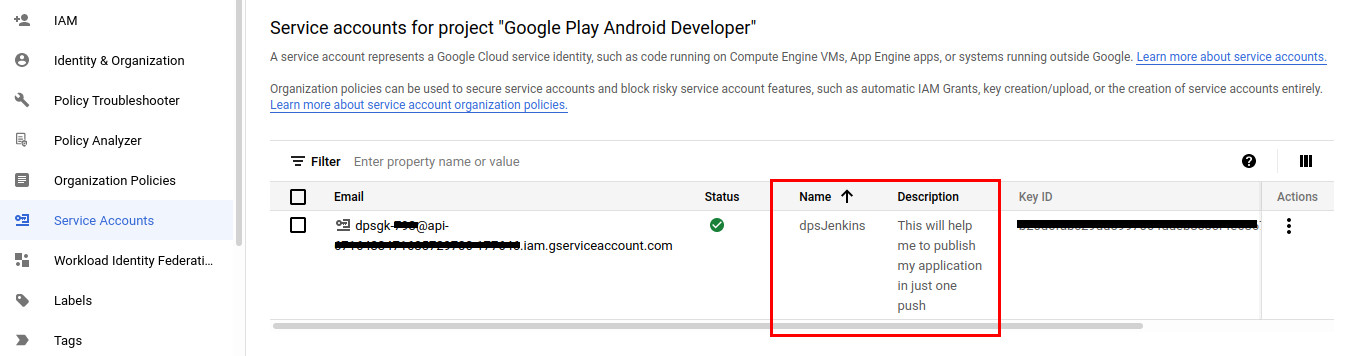 IAM
Identity & Organization
Policy Troubleshooter
Policy Analyzer
Organization Policies
Service Accounts
Workload Identity Federati...
Labels
Tags
Service accounts for project "Google Play Android Developer"
A service account represents a Google Cloud service identity, such as code running on Compute Engine VMs, App Engine apps, or systems running outside Google. Learn more about service accounts.
Organization policies can be used to secure service accounts and block risky service account features, such as automatic IAM Grants, key creation/upload, or the creation of service accounts entirely.
Learn more about service account organization policies.
Filter Enter property name or value
Email Status Name Description Key ID Actions
dpsgk-
@api-
.iam.gserviceaccount.com
dpsJenkins
This will help
me to publish
my application
in just one
push